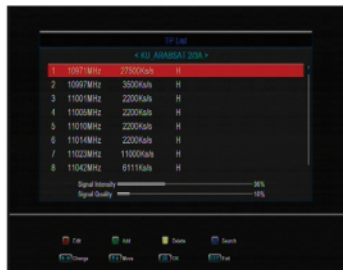 TP List
< KU_ARABSAT 2/3A >
1 10971MHz 27500Ks/s H
2 10997MHz 3500Ks/s H
3 11001MHz 2200Ks/s H
4 11005MHz 2200Ks/s H
5 11010MHz 2200Ks/s H
6 11014MHz 2200Ks/s H
7 11023MHz 11000Ks/s H
8 11042MHz 6111Ks/s H
Signal Intensity 36%
Signal Quality 18%
Edit Add Delete Search
Change Move OK Exit